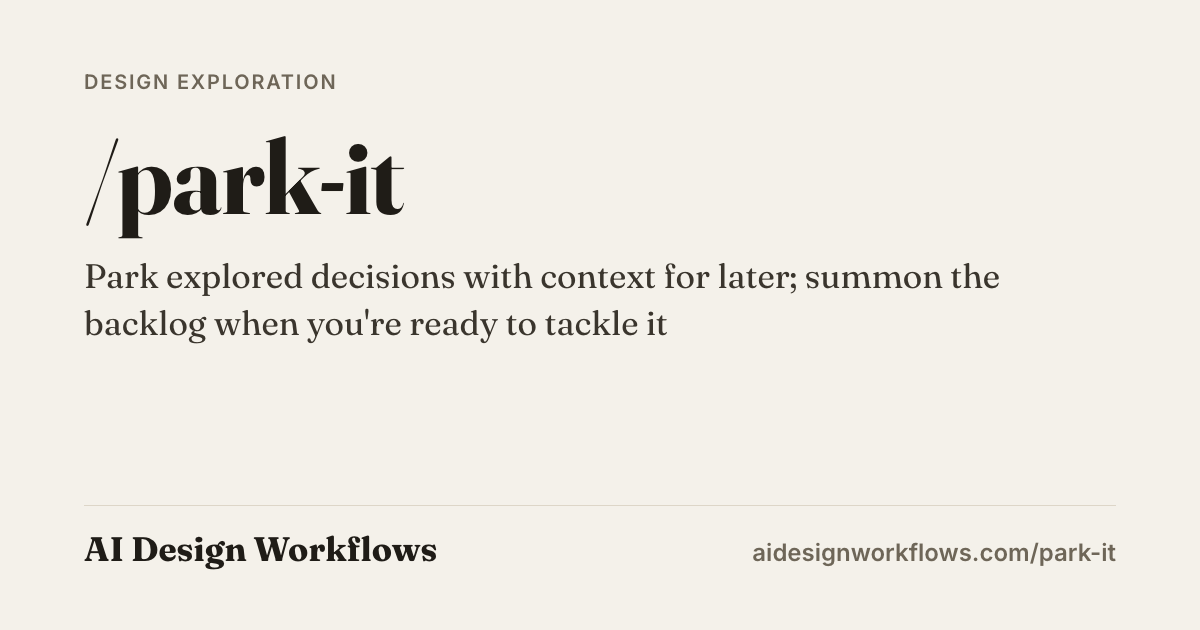 DESIGN EXPLORATION
/park-it
Park explored decisions with context for later; summon the
backlog when you're ready to tackle it
AI Design Workflows
aidesignworkflows.com/park-it